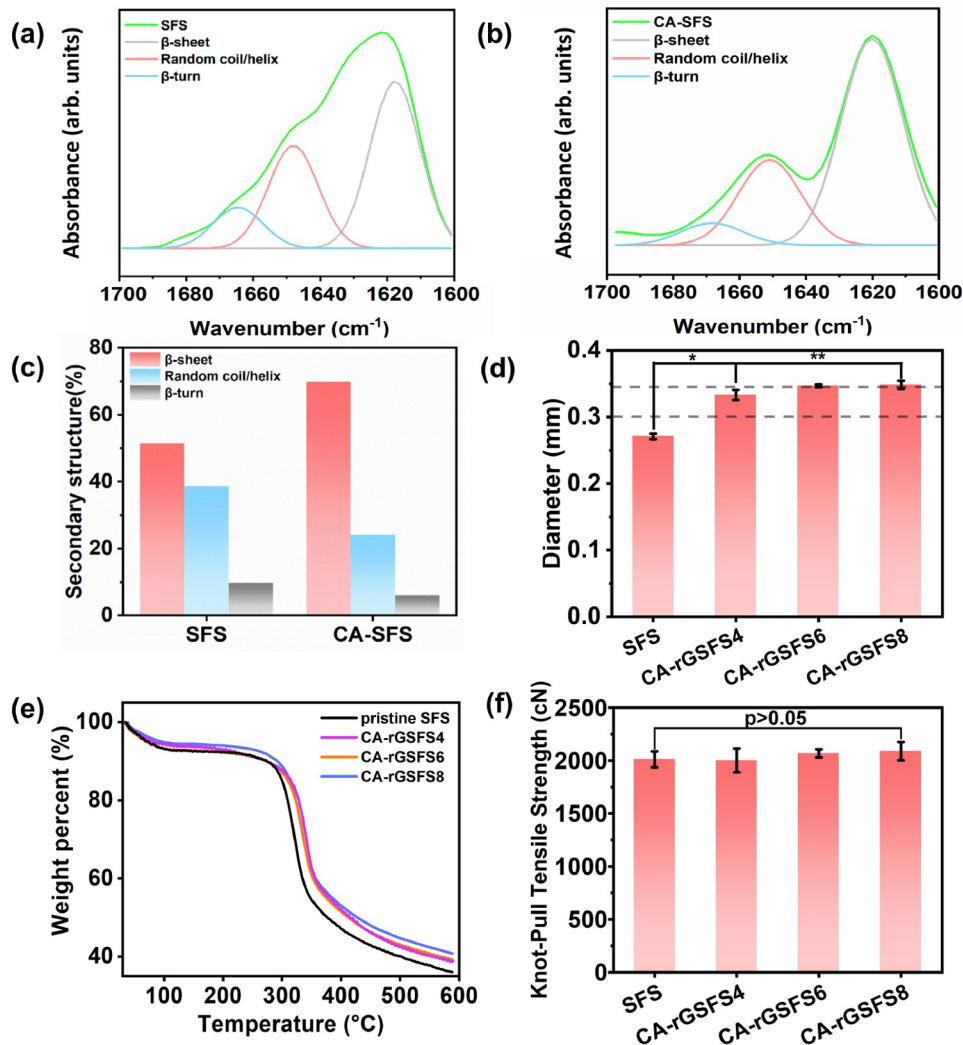 (a)
SFS
β-sheet
Random coil/helix
β-turn
Absorbance (arb. units)
1700 1680 1660 1640 1620 1600
Wavenumber (cm⁻¹)
(b)
CA-SFS
β-sheet
Random coil/helix
β-turn
Absorbance (arb. units)
1700 1680 1660 1640 1620 1600
Wavenumber (cm⁻¹)
(c)
β-sheet
Random coil/helix
β-turn
Secondary structure(%)
80
60
40
20
0
SFS CA-SFS
(d)
* **
Diameter (mm)
0.4
0.3
0.2
0.1
0.0
SFS
CA-rGSFS4
CA-rGSFS6
CA-rGSFS8
(e)
pristine SFS
CA-rGSFS4
CA-rGSFS6
CA-rGSFS8
Weight percent (%)
100
80
60
40
100 200 300 400 500 600
Temperature (°C)
(f)
p>0.05
Knot-Pull Tensile Strength (cN)
2500
2000
1500
1000
500
0
SFS
CA-rGSFS4
CA-rGSFS6
CA-rGSFS8